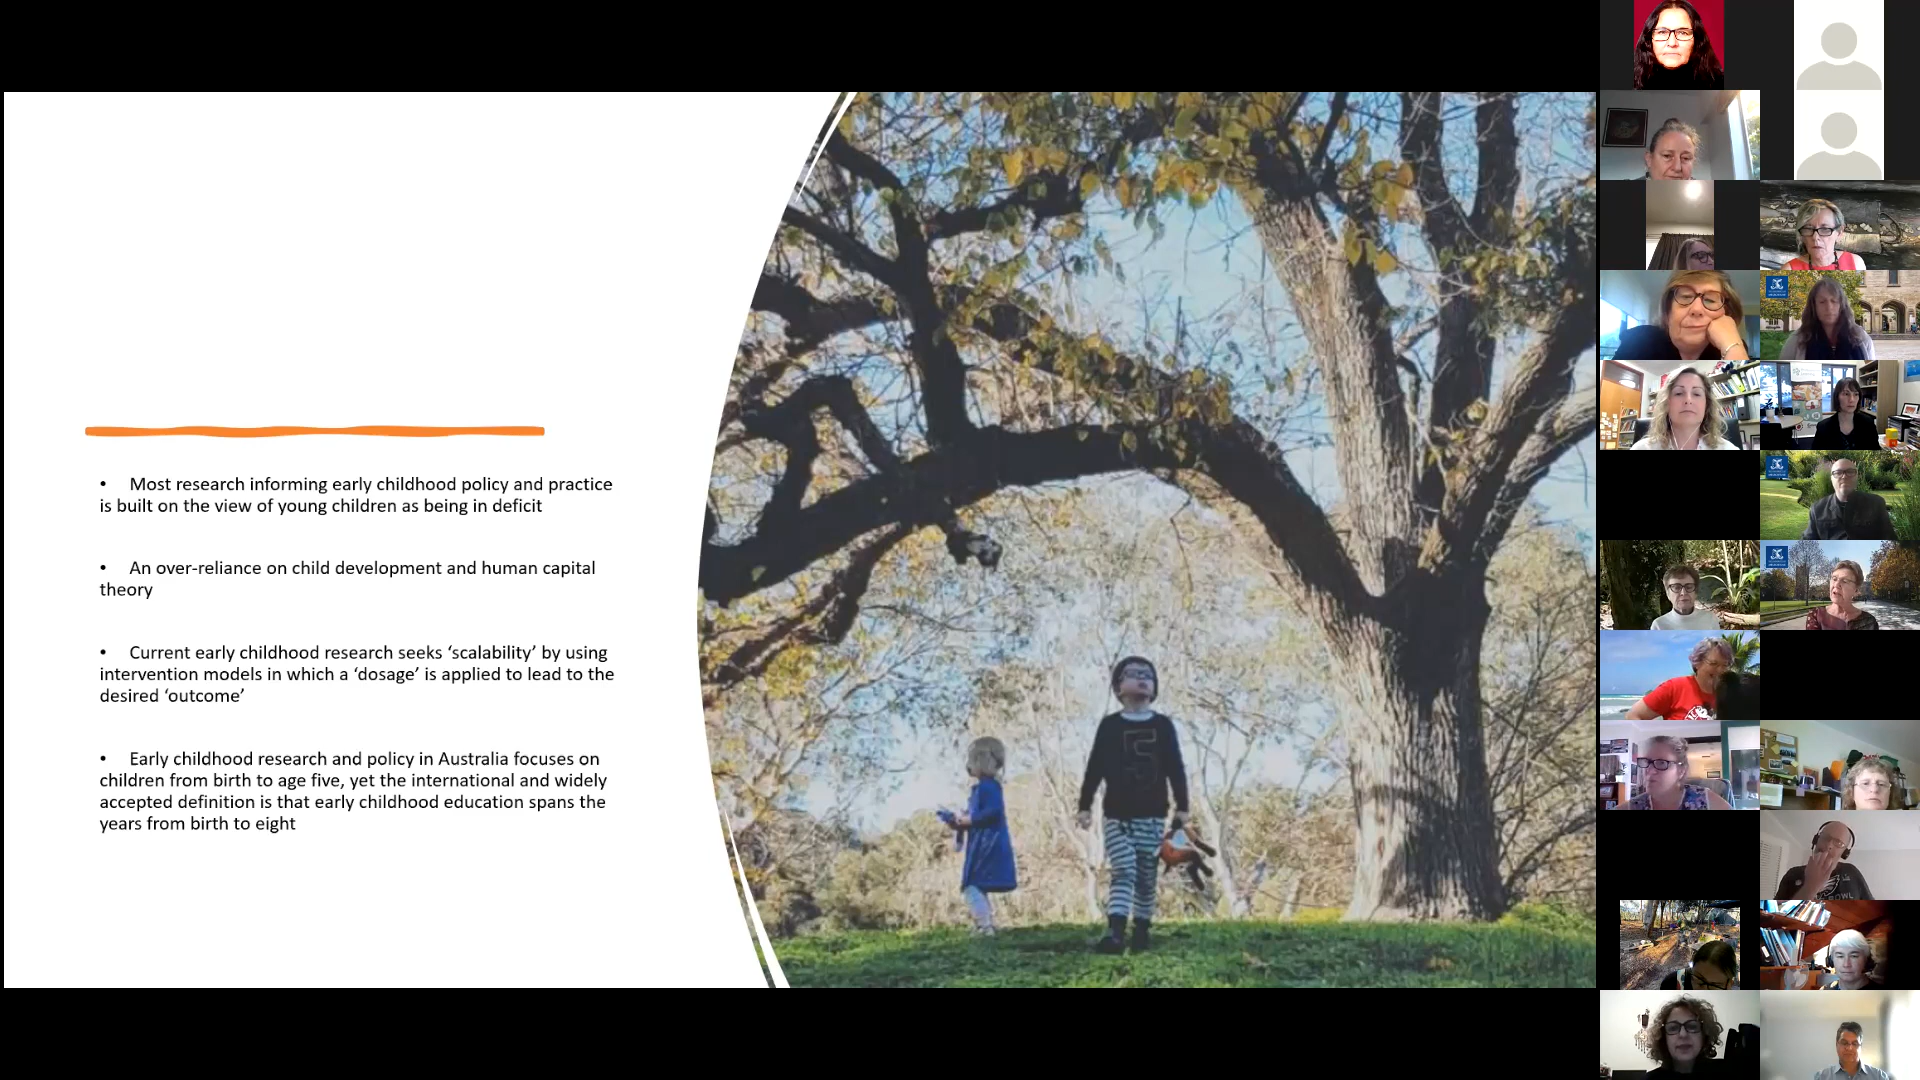 • Most research informing early childhood policy and practice
is built on the view of young children as being in deficit
• An over-reliance on child development and human capital
theory
• Current early childhood research seeks ‘scalability’ by using
intervention models in which a ‘dosage’ is applied to lead to the
desired ‘outcome’
• Early childhood research and policy in Australia focuses on
children from birth to age five, yet the international and widely
accepted definition is that early childhood education spans the
years from birth to eight
5